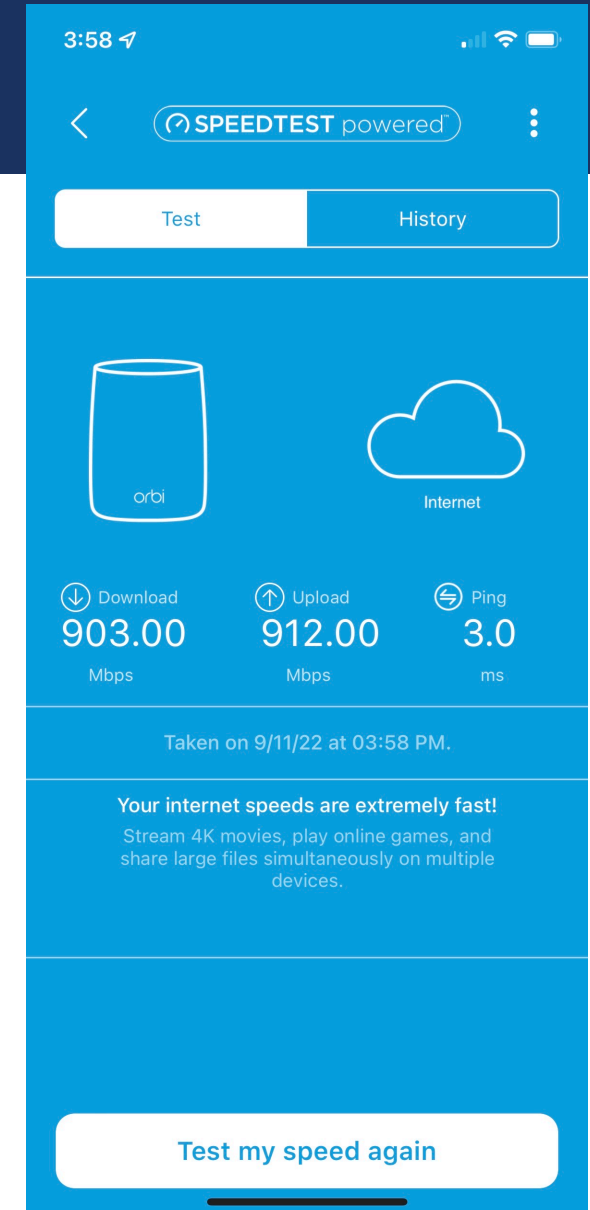 3:58
SPEEDTEST powered™
Test
History
orbi
Internet
Download
Upload
Ping
903.00
912.00
3.0
Mbps
Mbps
ms
Taken on 9/11/22 at 03:58 PM.
Your internet speeds are extremely fast!
Stream 4K movies, play online games, and
share large files simultaneously on multiple
devices.
Test my speed again